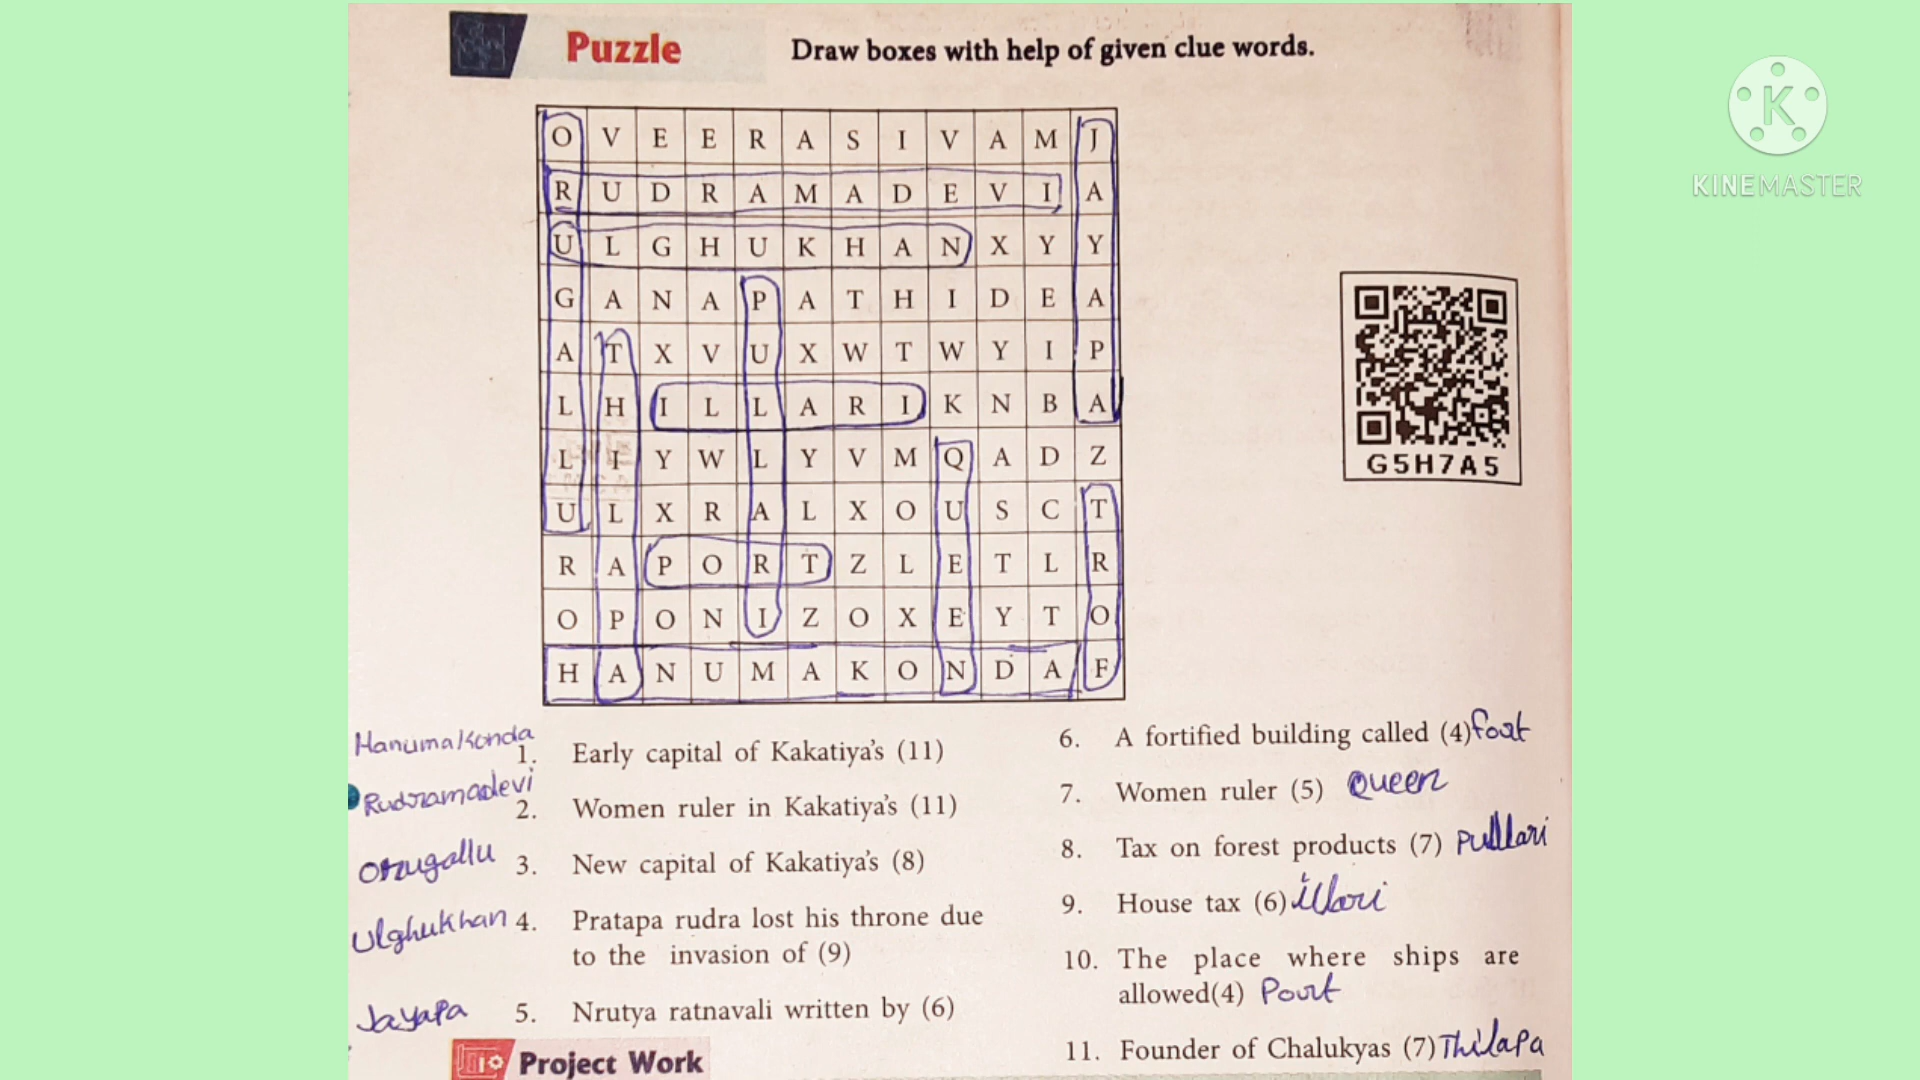 Puzzle
Draw boxes with help of given clue words.
O V E E R A S I V A M J
R U D R A M A D E V I A
U L G H U K H A N X Y Y
G A N A P A T H I D E A
A T X V U X W T W Y I P
L H I L L A R I K N B A
L I Y W L Y V M Q A D Z
U L X R A L X O U S C T
R A P O R T Z L E T L R
O P O N I Z O X E Y T O
H A N U M A K O N D A F
KINEMASTER
G5H7A5
Hanumakonda
1. Early capital of Kakatiya's (11)
Rudramadevi
2. Women ruler in Kakatiya's (11)
Orugallu
3. New capital of Kakatiya's (8)
Ulghukhan
4. Pratapa rudra lost his throne due
to the invasion of (9)
Jayapa
5. Nrutya ratnavali written by (6)
6. A fortified building called (4) fort
7. Women ruler (5) Queen
8. Tax on forest products (7) Pullari
9. House tax (6) illari
10. The place where ships are
allowed(4) Port
11. Founder of Chalukyas (7) Thilapa
Project Work